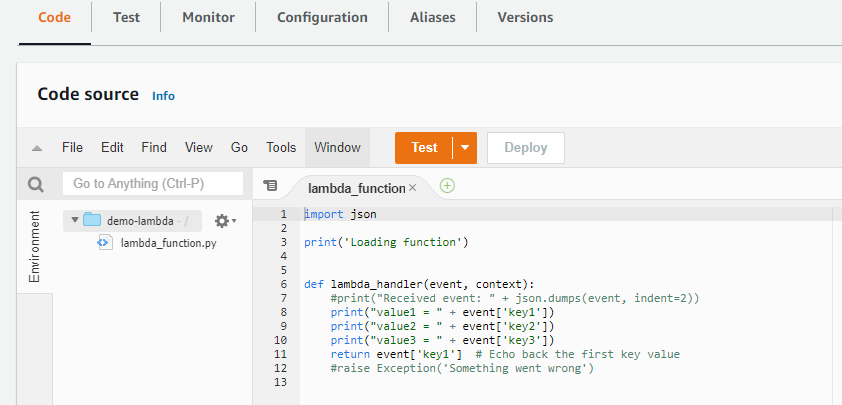 Code Test Monitor Configuration Aliases Versions
Code source Info
File Edit Find View Go Tools Window Test Deploy
Go to Anything (Ctrl-P) lambda_function
Environment
demo-lambda - /
lambda_function.py
1 import json
2
3 print('Loading function')
4
5
6 def lambda_handler(event, context):
7 #print("Received event: " + json.dumps(event, indent=2))
8 print("value1 = " + event['key1'])
9 print("value2 = " + event['key2'])
10 print("value3 = " + event['key3'])
11 return event['key1']  # Echo back the first key value
12 #raise Exception('Something went wrong')
13